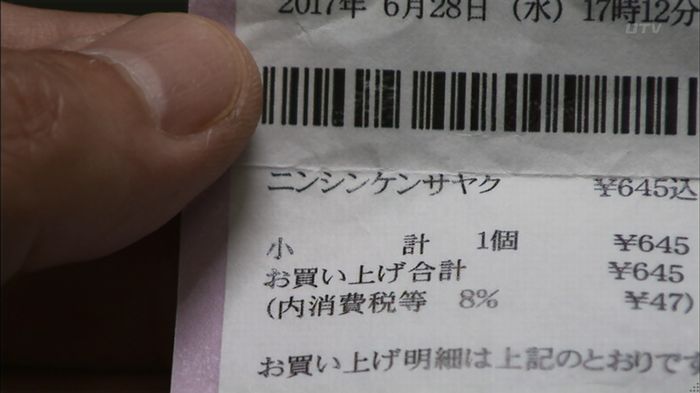 2017年 6月28日 (水) 17時12分
UTV
ニンシンケンサヤク ¥645込
小 計 1個 ¥645
お買い上げ合計 ¥645
(内消費税等 8% ¥47)
お買い上げ明細は上記のとおりです